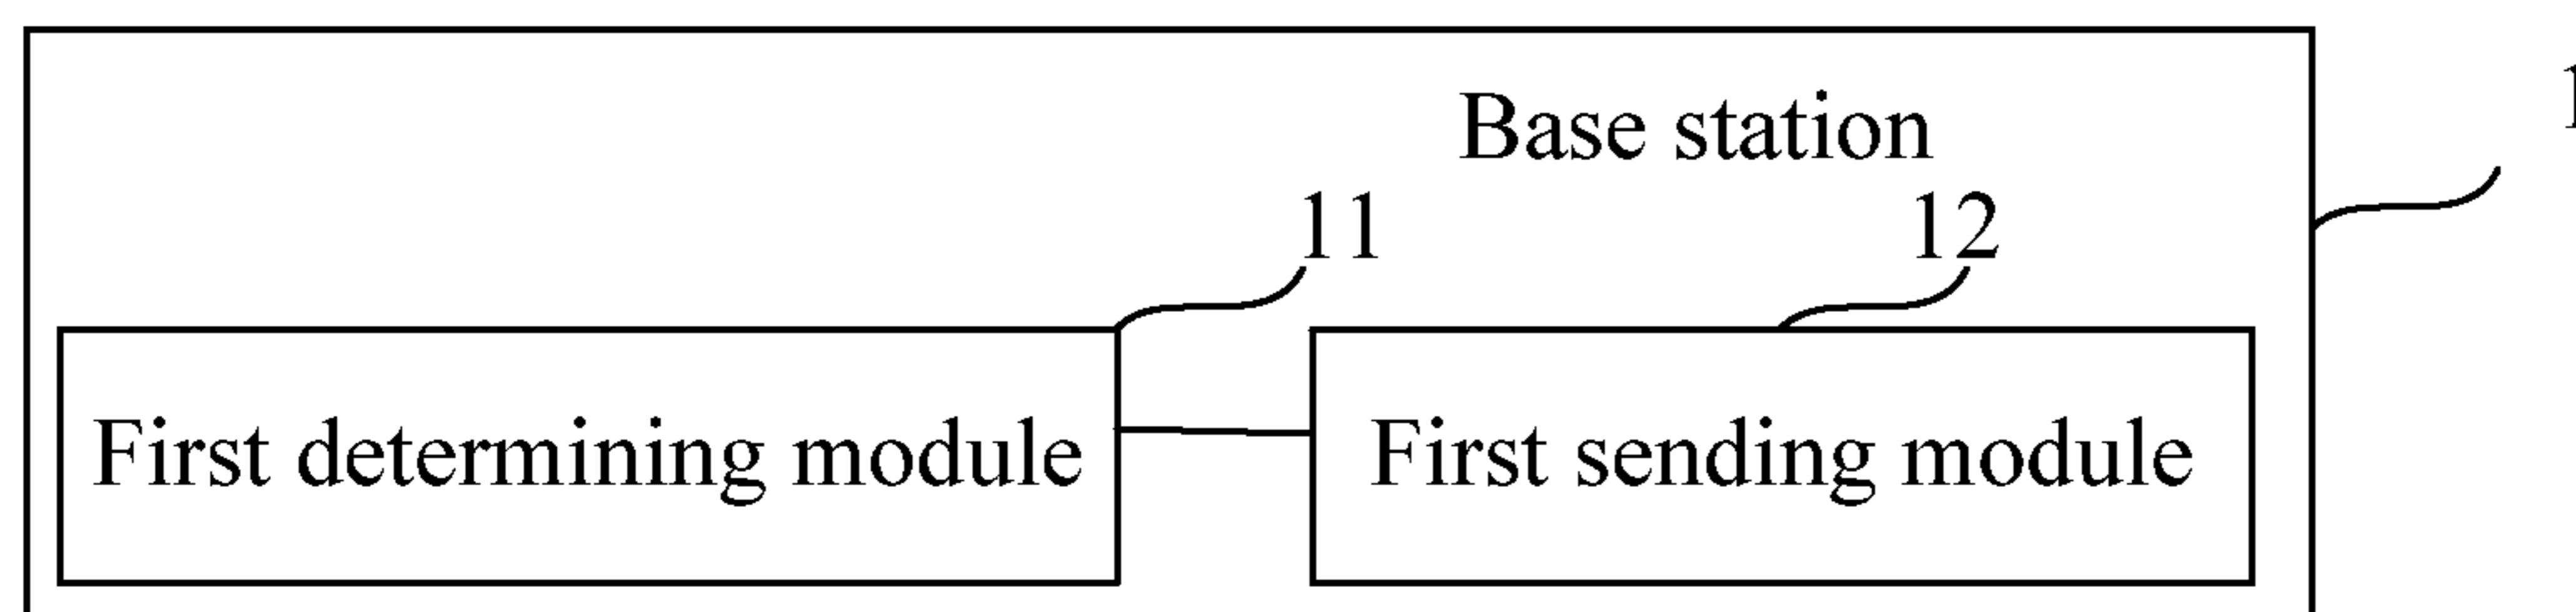 Base station
11
12
First determining module
First sending module